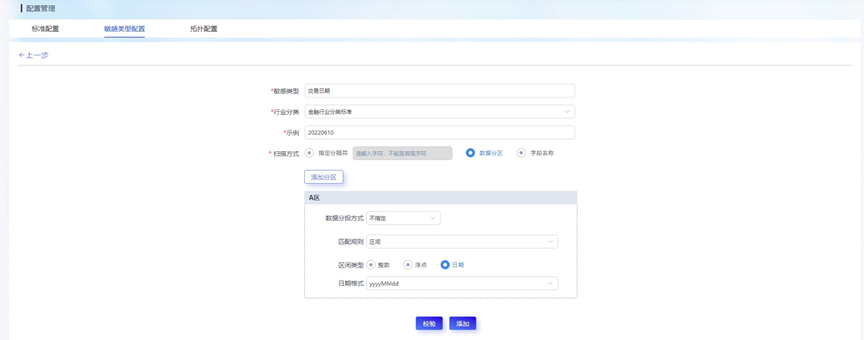 配置管理
标准配置 敏感类型配置 拓扑配置
←上一步
*敏感类型 交易日期
*行业分类 金融行业分类标准
*示例 20220610
*扫描方式 指定分隔符 请输入字符，不能是首尾字符 数据分区 字段名称
添加分区
A区
数据分段方式 不指定
匹配规则 区间
区间类型 整数 浮点 日期
日期格式 yyyyMMdd
校验 添加